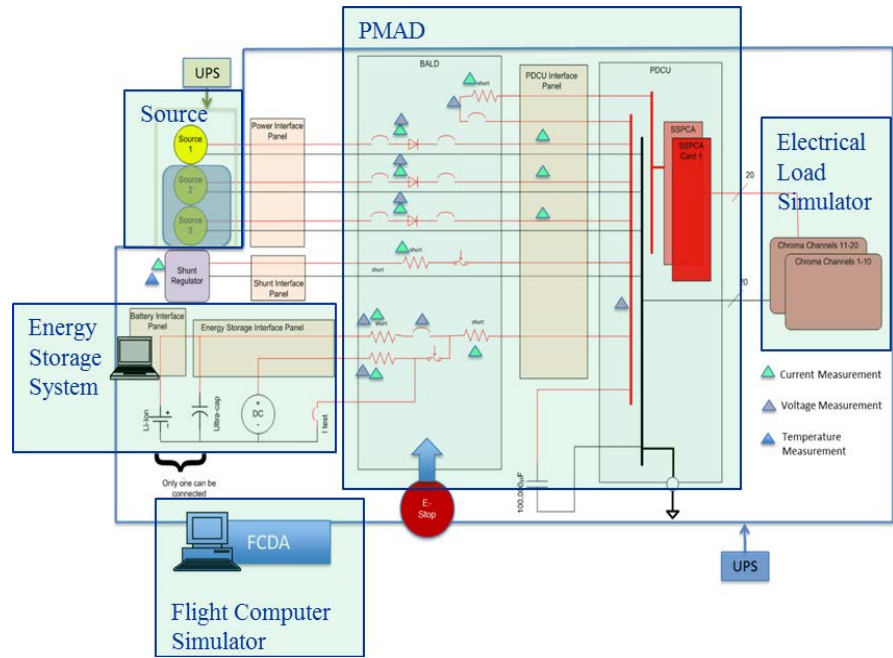 PMAD
BALD
PDCU Interface
Panel
PDCU
UPS
Source
Power Interface
Panel
Source
1
Source
2
Source
3
shunt
SSPCA
SSPCA
Card 1
20
20
Electrical
Load
Simulator
Chroma Channels 11-20
Chroma Channels 1-10
Shunt
Regulator
Shunt Interface
Panel
shunt
shunt
Energy
Storage
System
Battery Interface
Panel
Energy Storage Interface Panel
shunt
shunt
Li-Ion
+
-
Ultra-cap
+
DC
-
I test
Current Measurement
Voltage Measurement
Temperature
Measurement
Only one can be
connected
E-
Stop
100,000µF
UPS
FCDA
Flight Computer
Simulator